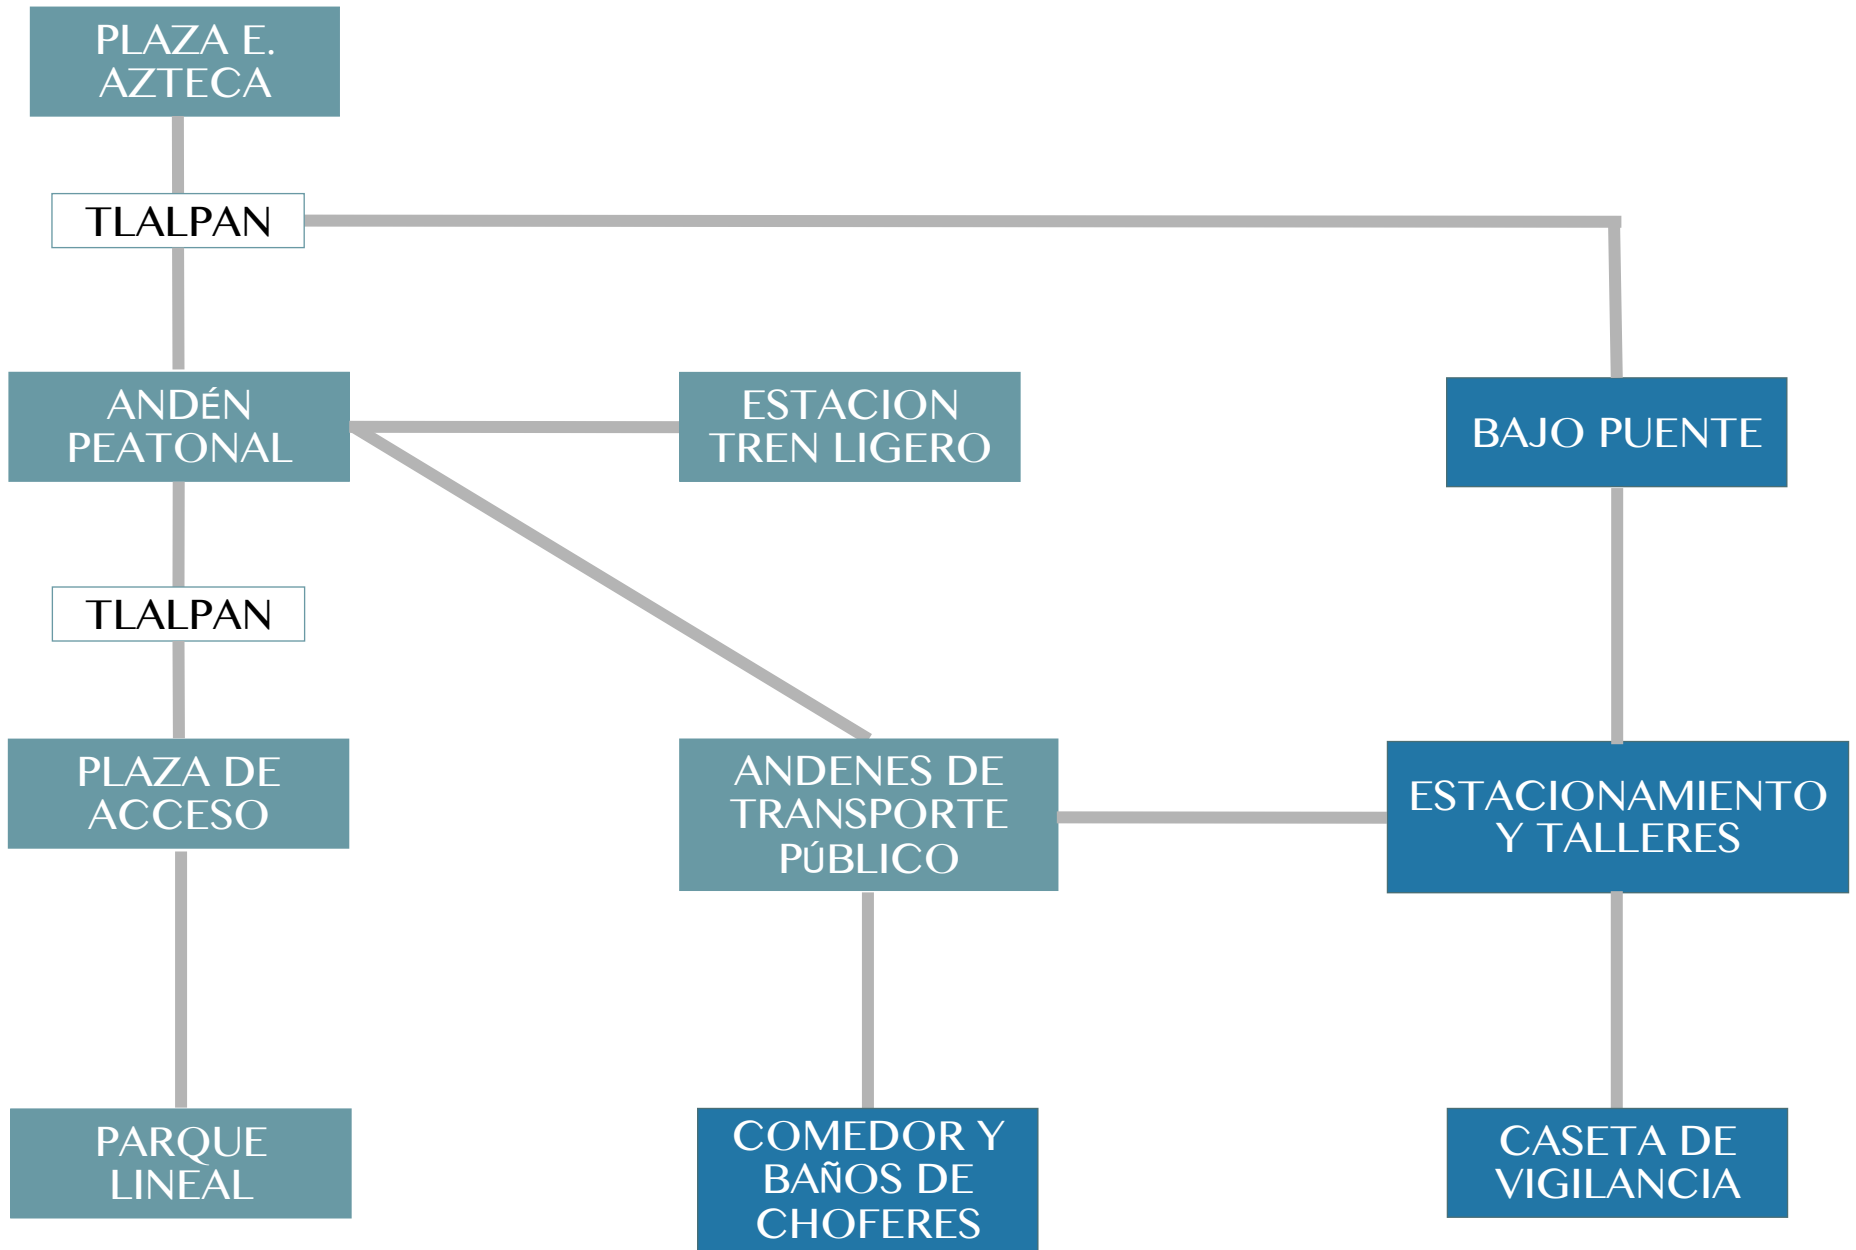 PLAZA E.
AZTECA
TLALPAN
ANDÉN
PEATONAL
ESTACION
TREN LIGERO
BAJO PUENTE
TLALPAN
PLAZA DE
ACCESO
ANDENES DE
TRANSPORTE
PÚBLICO
ESTACIONAMIENTO
Y TALLERES
PARQUE
LINEAL
COMEDOR Y
BAÑOS DE
CHOFERES
CASETA DE
VIGILANCIA